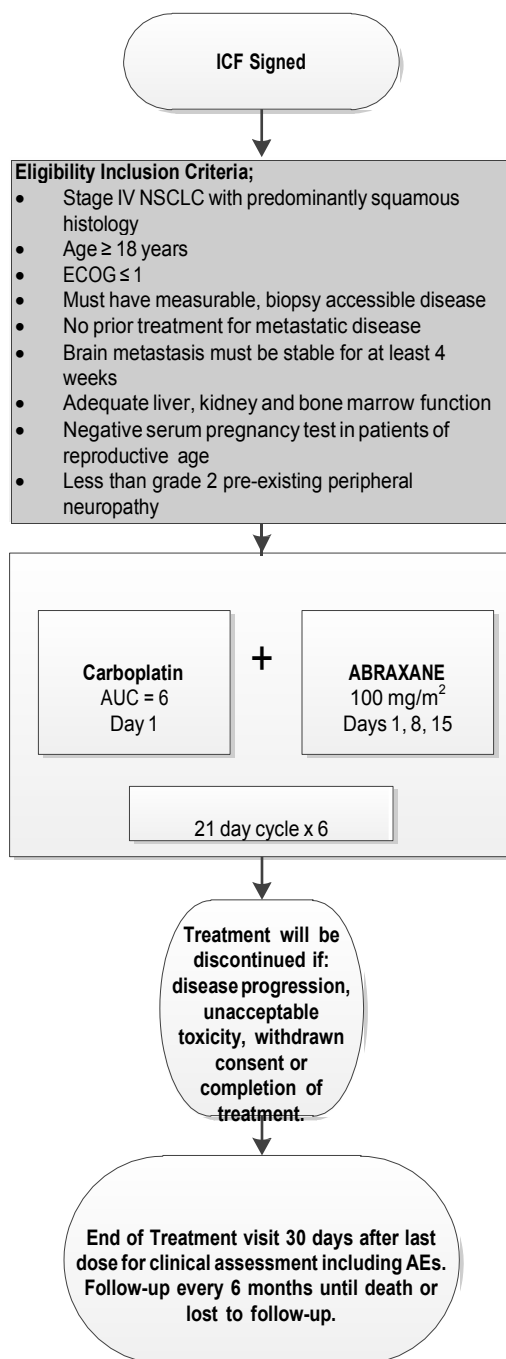 ICF Signed
Eligibility Inclusion Criteria;
• Stage IV NSCLC with predominantly squamous
histology
• Age ≥ 18 years
• ECOG ≤ 1
• Must have measurable, biopsy accessible disease
• No prior treatment for metastatic disease
• Brain metastasis must be stable for at least 4
weeks
• Adequate liver, kidney and bone marrow function
• Negative serum pregnancy test in patients of
reproductive age
• Less than grade 2 pre-existing peripheral
neuropathy
Carboplatin
AUC = 6
Day 1
+
ABRAXANE
100 mg/m²
Days 1, 8, 15
21 day cycle x 6
Treatment will be
discontinued if:
disease progression,
unacceptable
toxicity, withdrawn
consent or
completion of
treatment.
End of Treatment visit 30 days after last
dose for clinical assessment including AEs.
Follow-up every 6 months until death or
lost to follow-up.